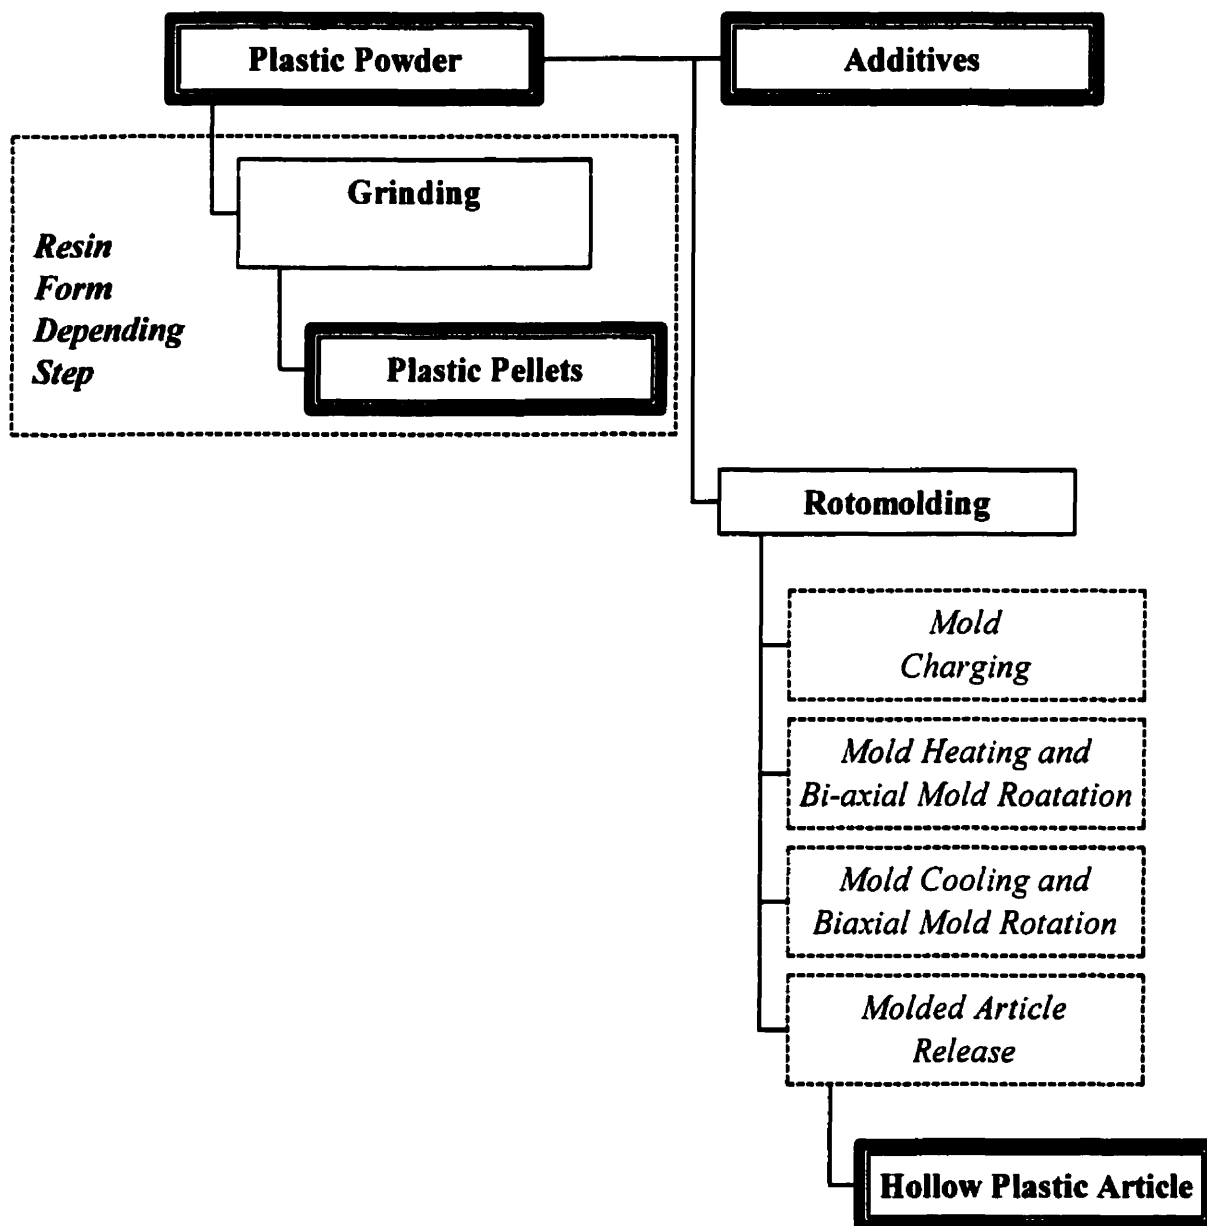 Plastic Powder
Additives
Grinding
Resin
Form
Depending
Step
Plastic Pellets
Rotomolding
Mold
Charging
Mold Heating and
Bi-axial Mold Roatation
Mold Cooling and
Biaxial Mold Rotation
Molded Article
Release
Hollow Plastic Article